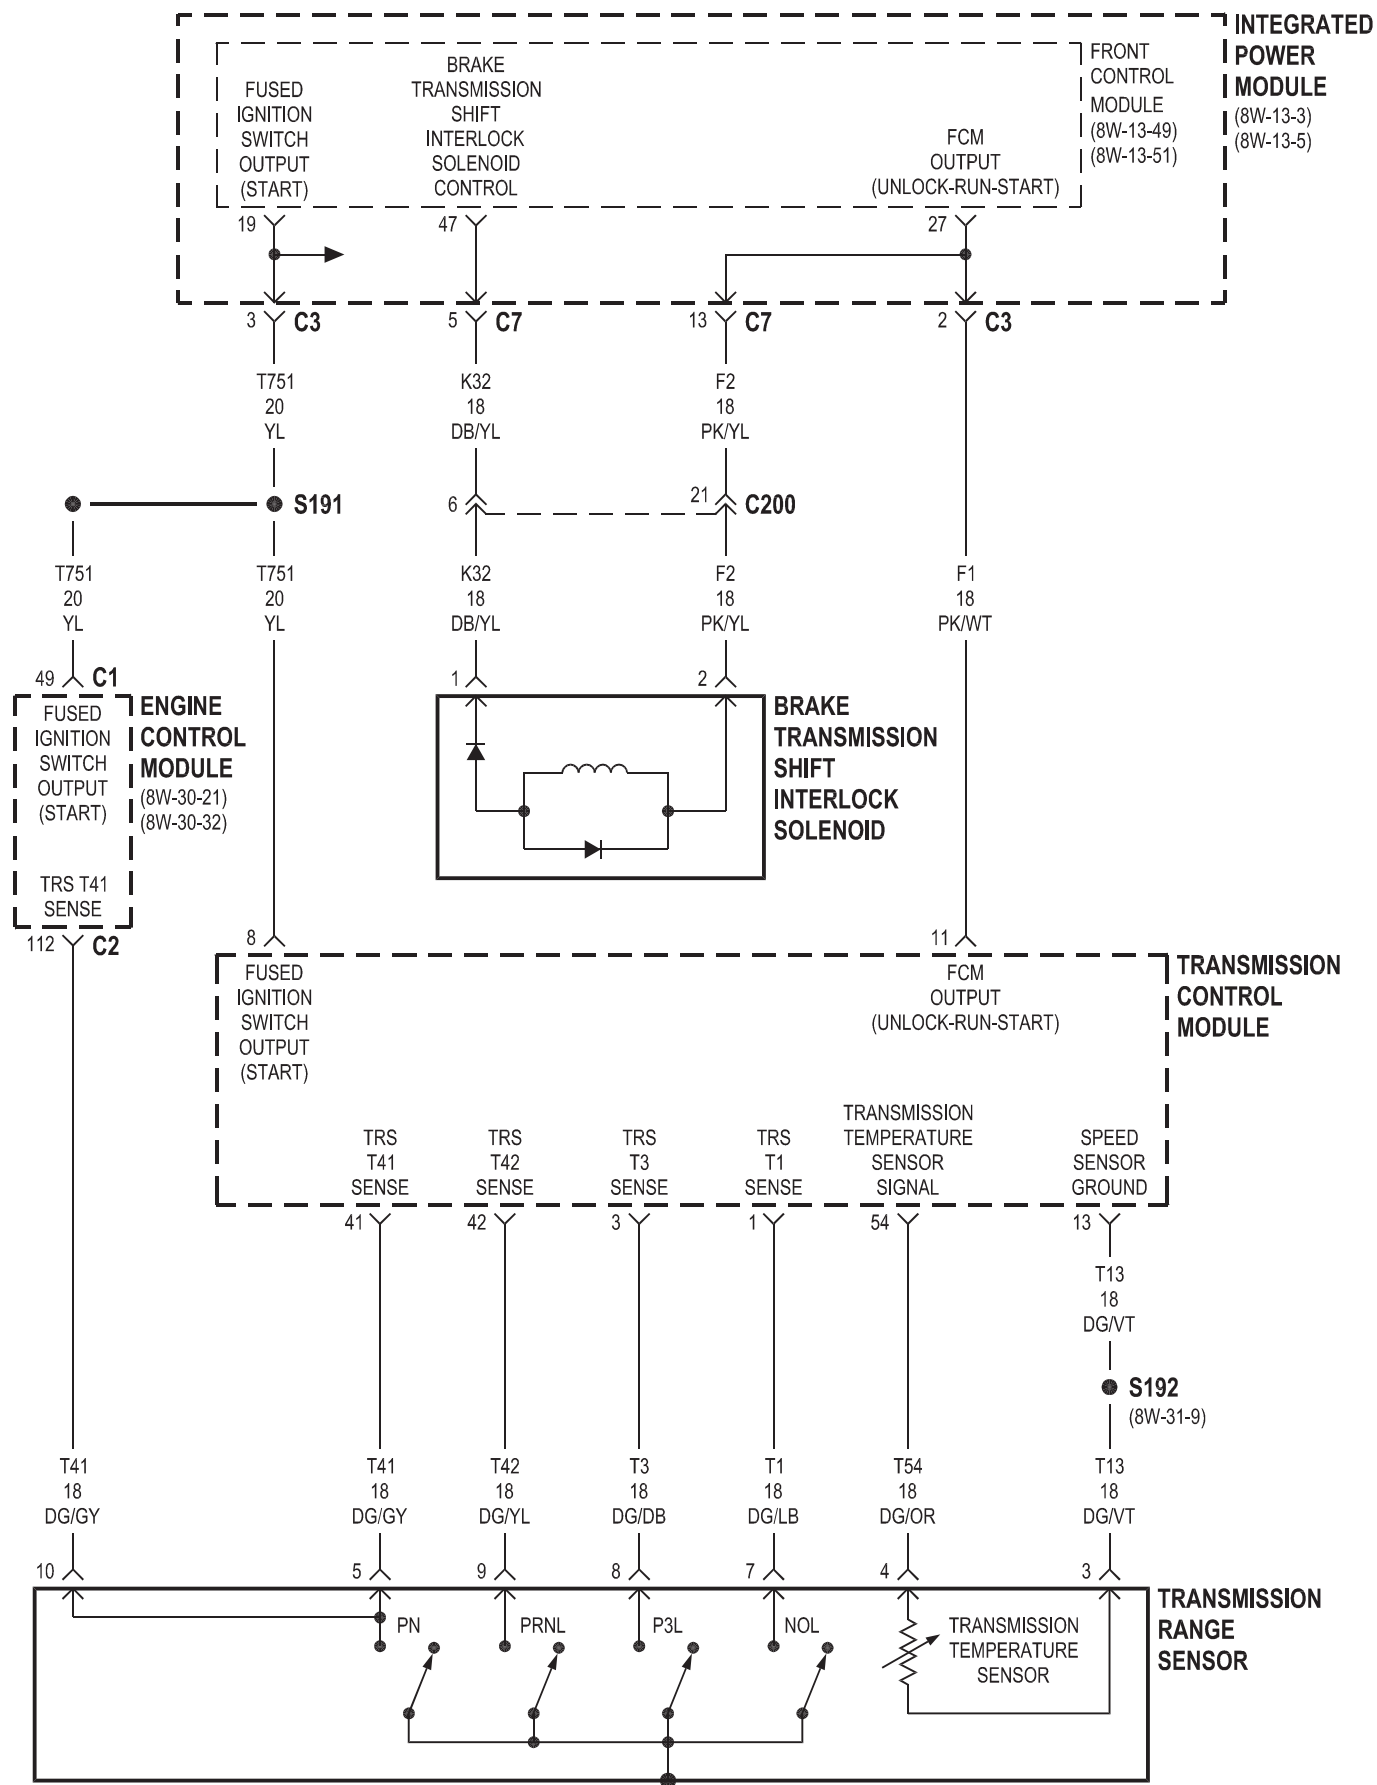 INTEGRATED
POWER
MODULE
(8W-13-3)
(8W-13-5)
FRONT
CONTROL
MODULE
(8W-13-49)
(8W-13-51)
FUSED
IGNITION
SWITCH
OUTPUT
(START)
BRAKE
TRANSMISSION
SHIFT
INTERLOCK
SOLENOID
CONTROL
FCM
OUTPUT
(UNLOCK-RUN-START)
19
47
27
3 C3
5 C7
13 C7
2 C3
T751
20
YL
K32
18
DB/YL
F2
18
PK/YL
S191
6
21 C200
T751
20
YL
T751
20
YL
K32
18
DB/YL
F2
18
PK/YL
F1
18
PK/WT
49 C1
1
2
FUSED
IGNITION
SWITCH
OUTPUT
(START)
TRS T41
SENSE
ENGINE
CONTROL
MODULE
(8W-30-21)
(8W-30-32)
BRAKE
TRANSMISSION
SHIFT
INTERLOCK
SOLENOID
112 C2
8
11
FUSED
IGNITION
SWITCH
OUTPUT
(START)
FCM
OUTPUT
(UNLOCK-RUN-START)
TRANSMISSION
CONTROL
MODULE
TRS
T41
SENSE
TRS
T42
SENSE
TRS
T3
SENSE
TRS
T1
SENSE
TRANSMISSION
TEMPERATURE
SENSOR
SIGNAL
SPEED
SENSOR
GROUND
41
42
3
1
54
13
T13
18
DG/VT
S192
(8W-31-9)
T41
18
DG/GY
T41
18
DG/GY
T42
18
DG/YL
T3
18
DG/DB
T1
18
DG/LB
T54
18
DG/OR
T13
18
DG/VT
10
5
9
8
7
4
3
PN
PRNL
P3L
NOL
TRANSMISSION
TEMPERATURE
SENSOR
TRANSMISSION
RANGE
SENSOR